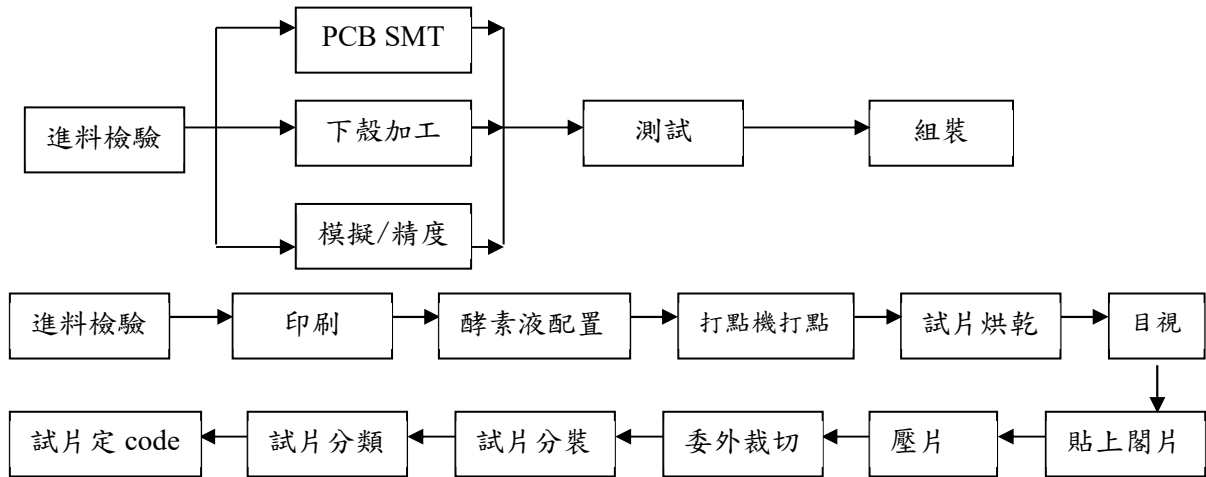 PCB SMT
進料檢驗 下殼加工 測試 組裝
模擬/精度
進料檢驗 印刷 酵素液配置 打點機打點 試片烘乾 目視
試片定 code 試片分類 試片分裝 委外裁切 壓片 貼上閣片